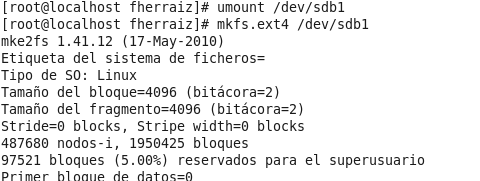 [root@localhost fherraiz]# umount /dev/sdb1
[root@localhost fherraiz]# mkfs.ext4 /dev/sdb1
mke2fs 1.41.12 (17-May-2010)
Etiqueta del sistema de ficheros=
Tipo de SO: Linux
Tamaño del bloque=4096 (bitácora=2)
Tamaño del fragmento=4096 (bitácora=2)
Stride=0 blocks, Stripe width=0 blocks
487680 nodos-i, 1950425 bloques
97521 bloques (5.00%) reservados para el superusuario
Primer bloque de datos=0